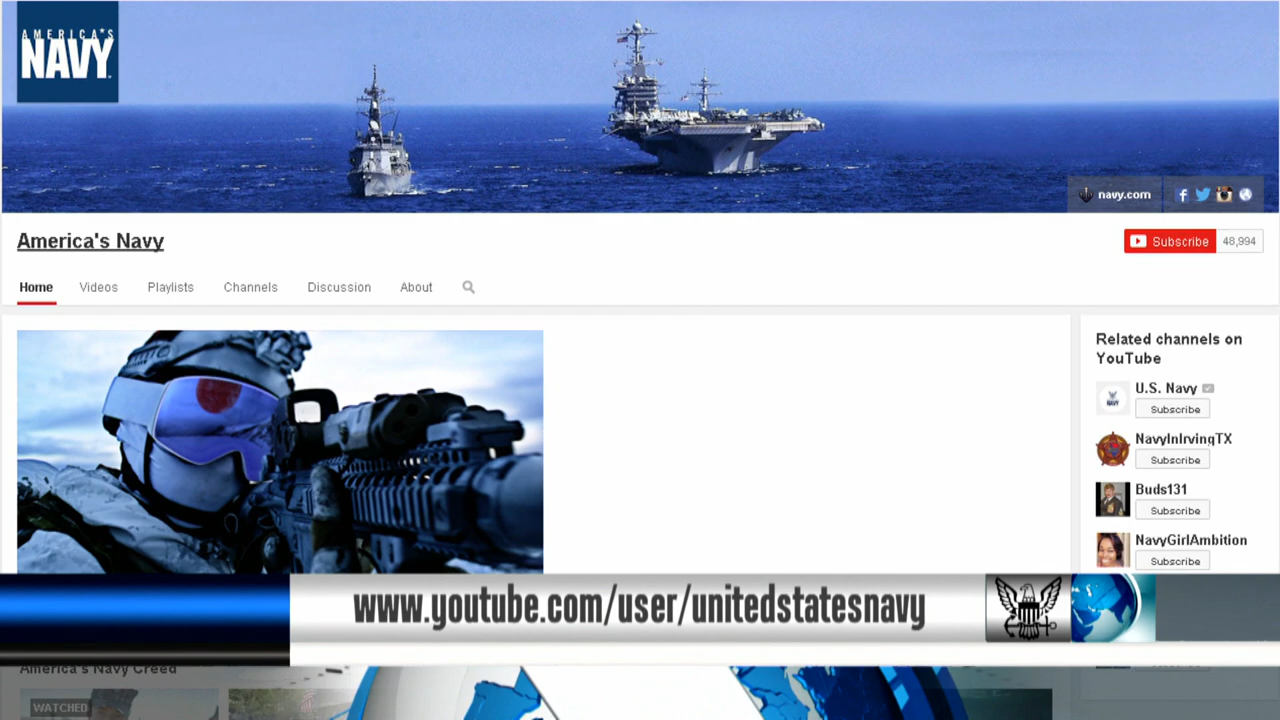 AMERICA★S
NAVY
navy.com
America's Navy
Subscribe 48,994
Home Videos Playlists Channels Discussion About
Related channels on
YouTube
U.S. Navy
Subscribe
NavyInIrvingTX
Subscribe
Buds131
Subscribe
NavyGirlAmbition
Subscribe
www.youtube.com/user/unitedstatesnavy
America's Navy Creed
WATCHED